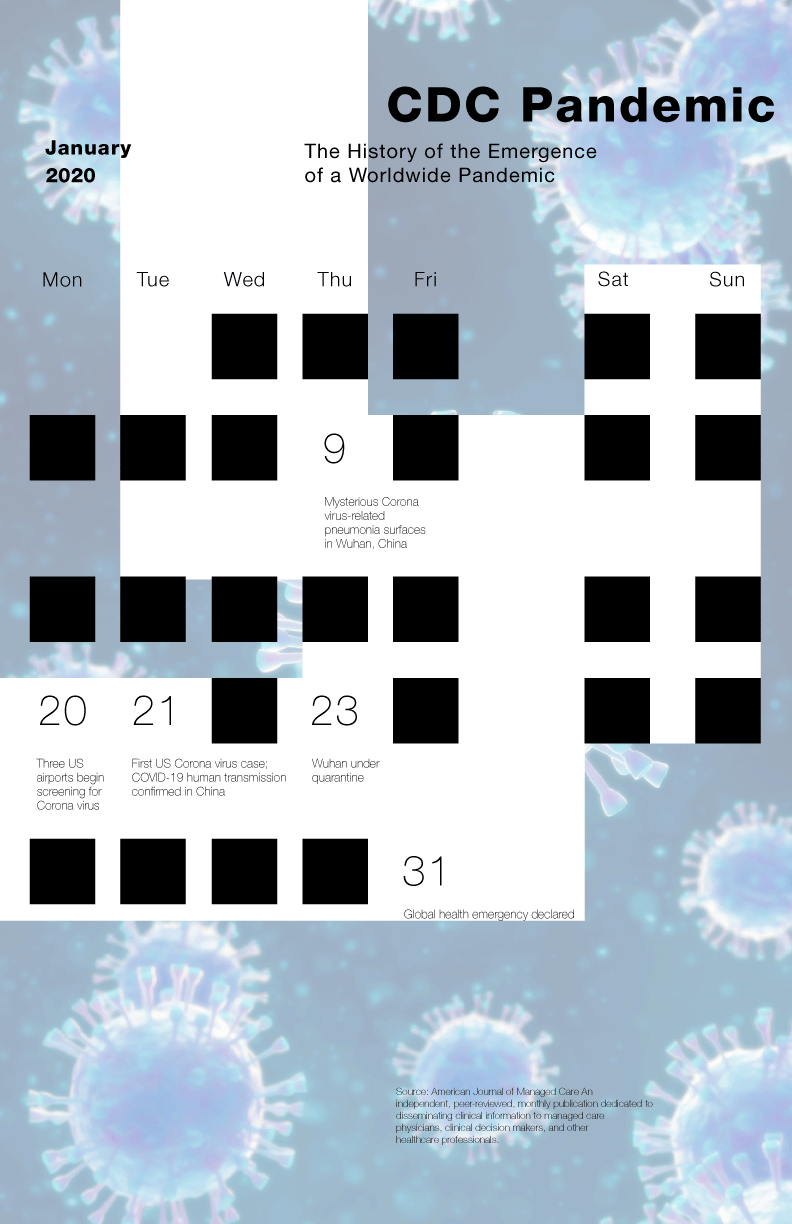 CDC Pandemic
January
2020
The History of the Emergence
of a Worldwide Pandemic
Mon Tue Wed Thu Fri Sat Sun
9
Mysterious Corona
virus-related
pneumonia surfaces
in Wuhan, China
20
Three US
airports begin
screening for
Corona virus
21
First US Corona virus case;
COVID-19 human transmission
confirmed in China
23
Wuhan under
quarantine
31
Global health emergency declared
Source: American Journal of Managed Care An
independent, peer-reviewed, monthly publication dedicated to
disseminating clinical information to managed care
physicians, clinical decision makers, and other
healthcare professionals.